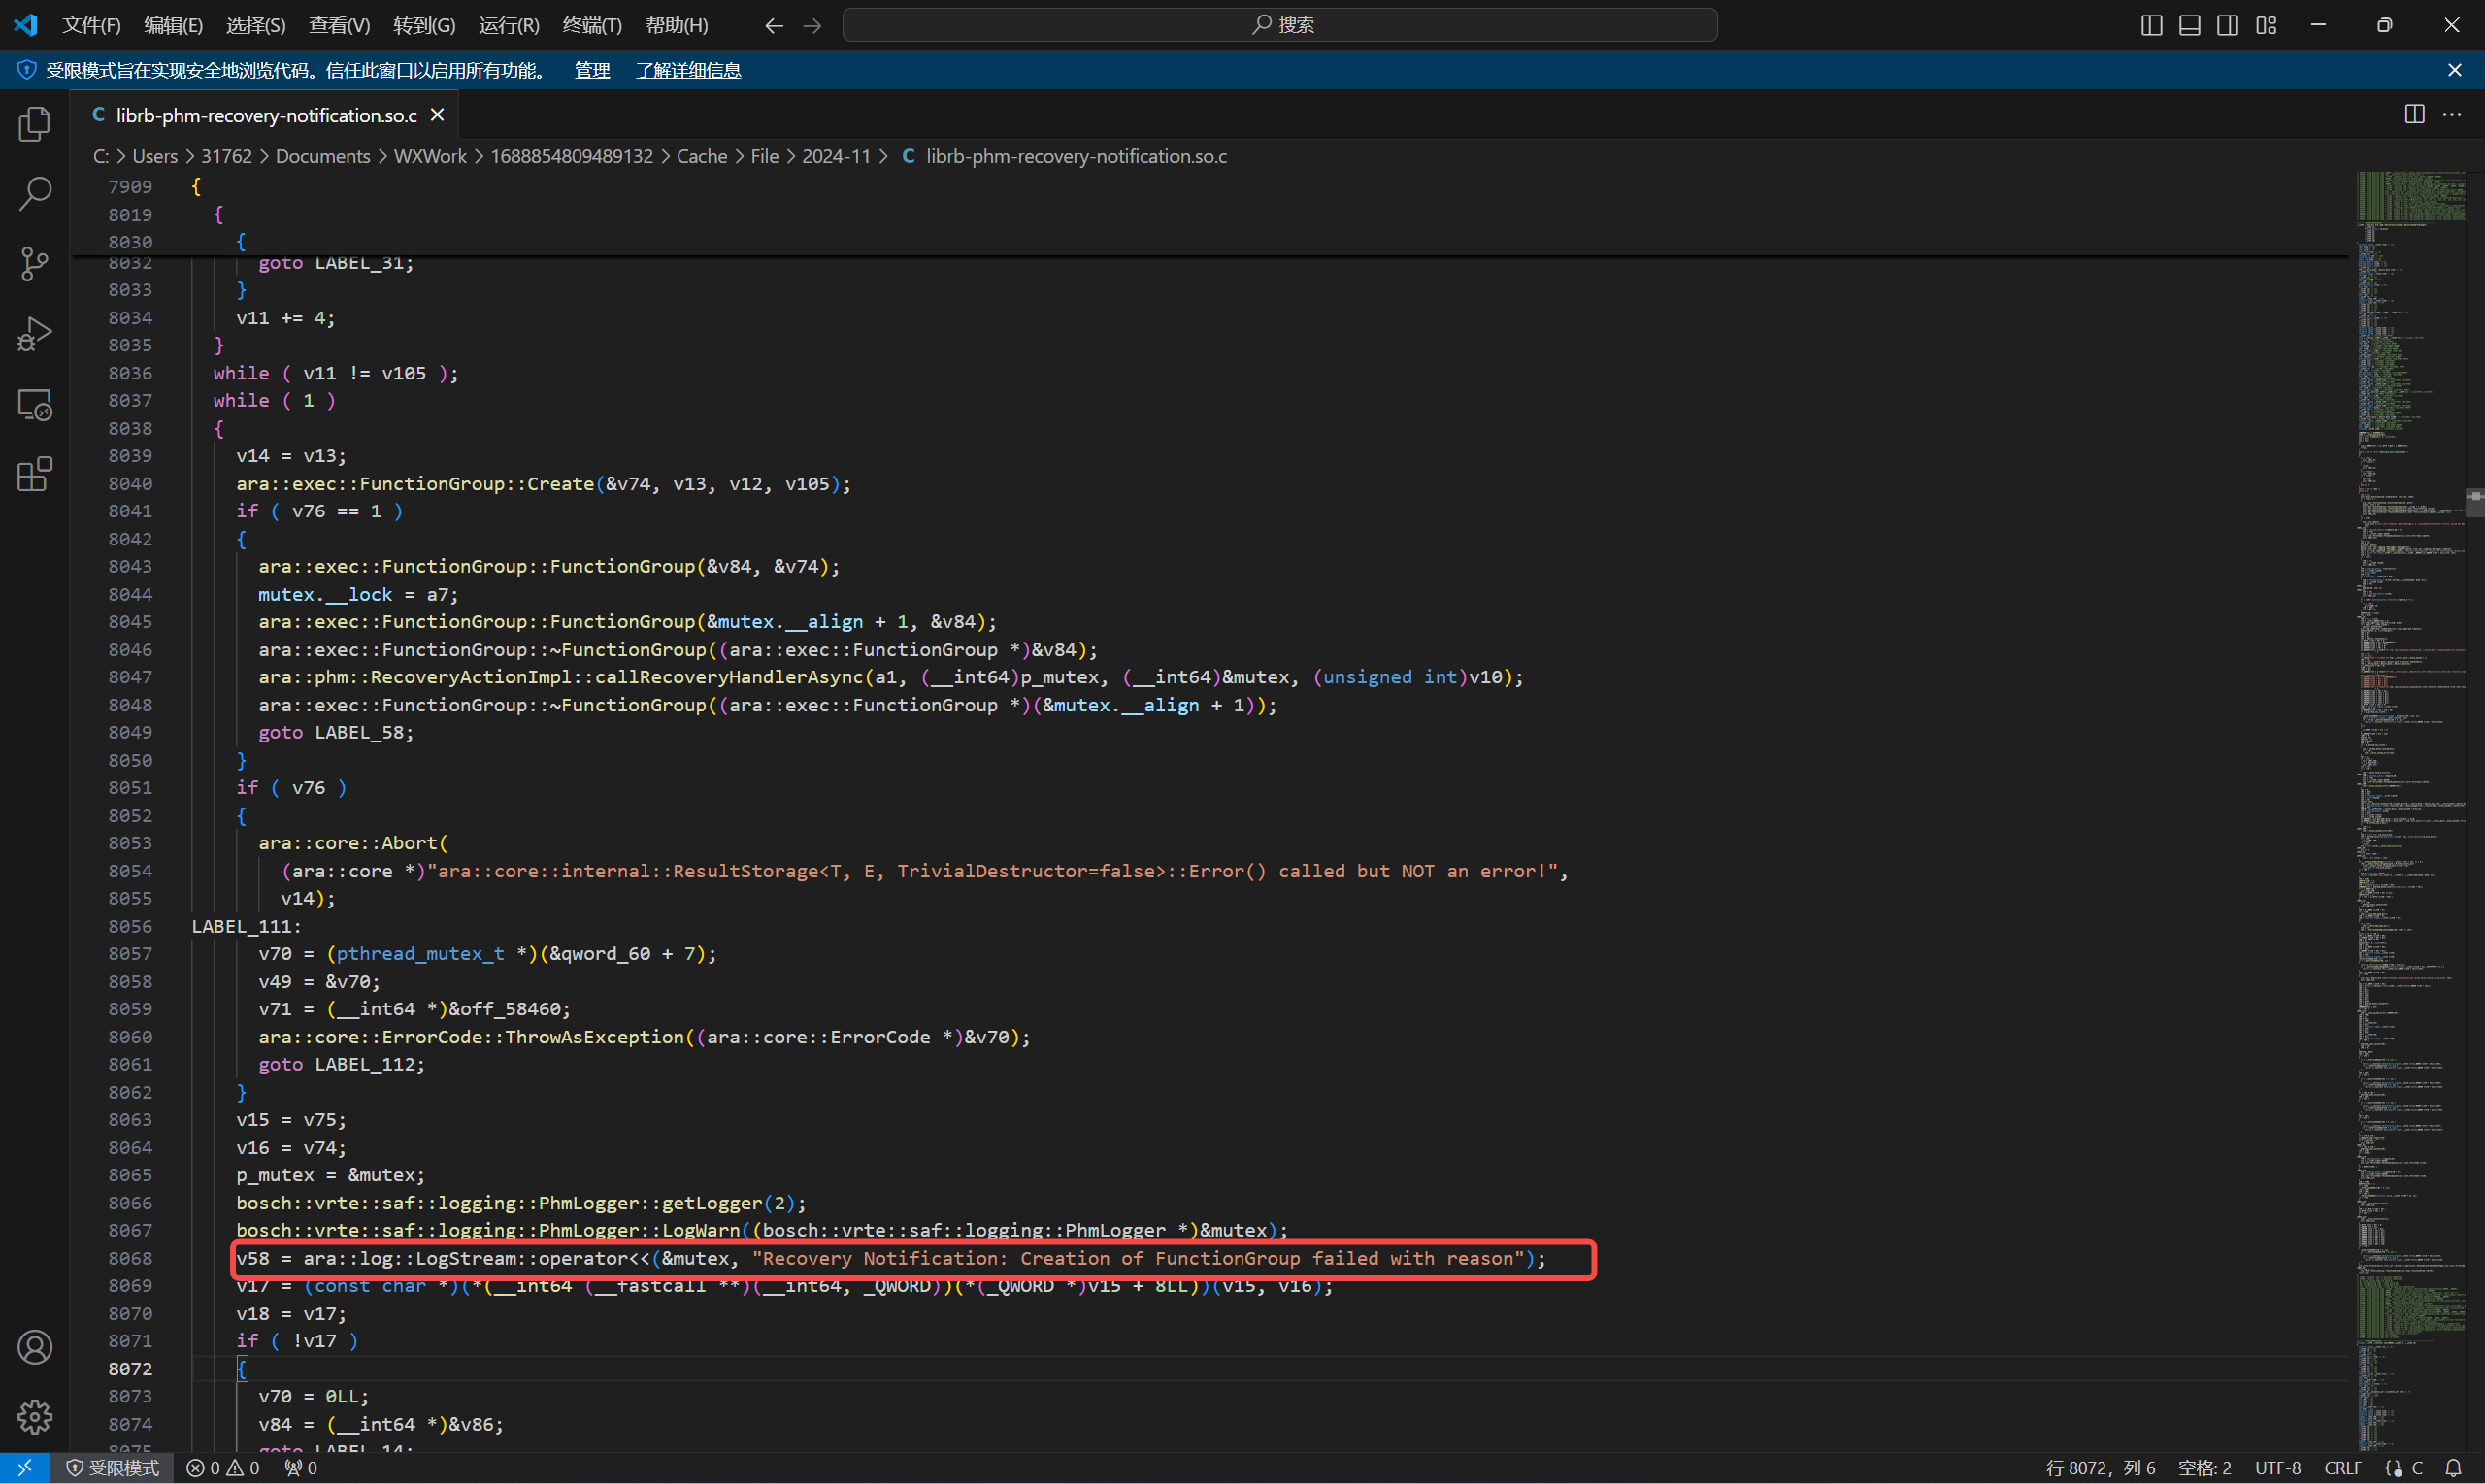 文件(F) 编辑(E) 选择(S) 查看(V) 转到(G) 运行(R) 终端(T) 帮助(H) 搜索
受限模式旨在实现安全地浏览代码。信任此窗口以启用所有功能。 管理 了解详细信息
C librb-phm-recovery-notification.so.c
C: > Users > 31762 > Documents > WXWork > 1688854809489132 > Cache > File > 2024-11 > C librb-phm-recovery-notification.so.c
7909 {
8019 {
8030 {
8032 goto LABEL_31;
8033 }
8034 v11 += 4;
8035 }
8036 while ( v11 != v105 );
8037 while ( 1 )
8038 {
8039 v14 = v13;
8040 ara::exec::FunctionGroup::Create(&v74, v13, v12, v105);
8041 if ( v76 == 1 )
8042 {
8043 ara::exec::FunctionGroup::FunctionGroup(&v84, &v74);
8044 mutex.__lock = a7;
8045 ara::exec::FunctionGroup::FunctionGroup(&mutex.__align + 1, &v84);
8046 ara::exec::FunctionGroup::~FunctionGroup((ara::exec::FunctionGroup *)&v84);
8047 ara::phm::RecoveryActionImpl::callRecoveryHandlerAsync(a1, (__int64)p_mutex, (__int64)&mutex, (unsigned int)v10);
8048 ara::exec::FunctionGroup::~FunctionGroup((ara::exec::FunctionGroup *)(&mutex.__align + 1));
8049 goto LABEL_58;
8050 }
8051 if ( v76 )
8052 {
8053 ara::core::Abort(
8054 (ara::core *)"ara::core::internal::ResultStorage<T, E, TrivialDestructor=false>::Error() called but NOT an error!",
8055 v14);
8056 LABEL_111:
8057 v70 = (pthread_mutex_t *)(&qword_60 + 7);
8058 v49 = &v70;
8059 v71 = (__int64 *)&off_58460;
8060 ara::core::ErrorCode::ThrowAsException((ara::core::ErrorCode *)&v70);
8061 goto LABEL_112;
8062 }
8063 v15 = v75;
8064 v16 = v74;
8065 p_mutex = &mutex;
8066 bosch::vrte::saf::logging::PhmLogger::getLogger(2);
8067 bosch::vrte::saf::logging::PhmLogger::LogWarn((bosch::vrte::saf::logging::PhmLogger *)&mutex);
8068 v58 = ara::log::LogStream::operator<<(&mutex, "Recovery Notification: Creation of FunctionGroup failed with reason");
8069 v17 = (const char *)(*(__int64 (__fastcall **)(__int64, _QWORD))(*(_QWORD *)v15 + 8LL))(v15, v16);
8070 v18 = v17;
8071 if ( !v17 )
8072 {
8073 v70 = 0LL;
8074 v84 = (__int64 *)&v86;
8075 goto LABEL_14;
受限模式 0 0 0 行 8072，列 6 空格: 2 UTF-8 CRLF C